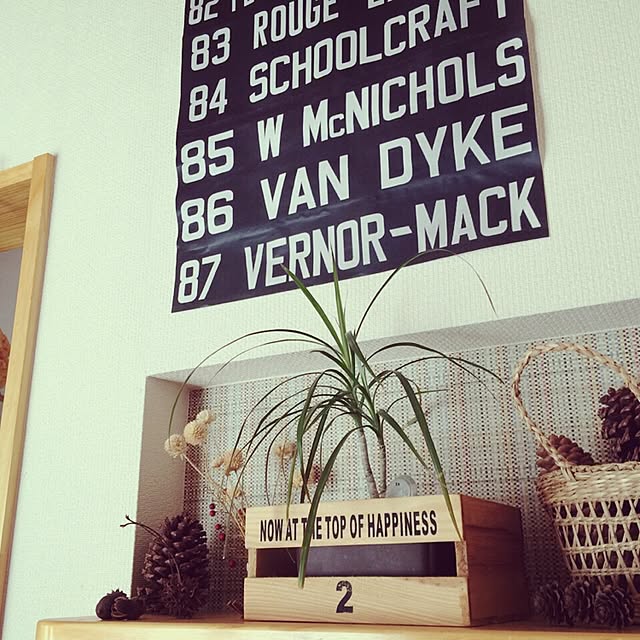 82
83 ROUGE
84 SCHOOLCRAFT
85 W McNICHOLS
86 VAN DYKE
87 VERNOR-MACK
NOW AT THE TOP OF HAPPINESS
2